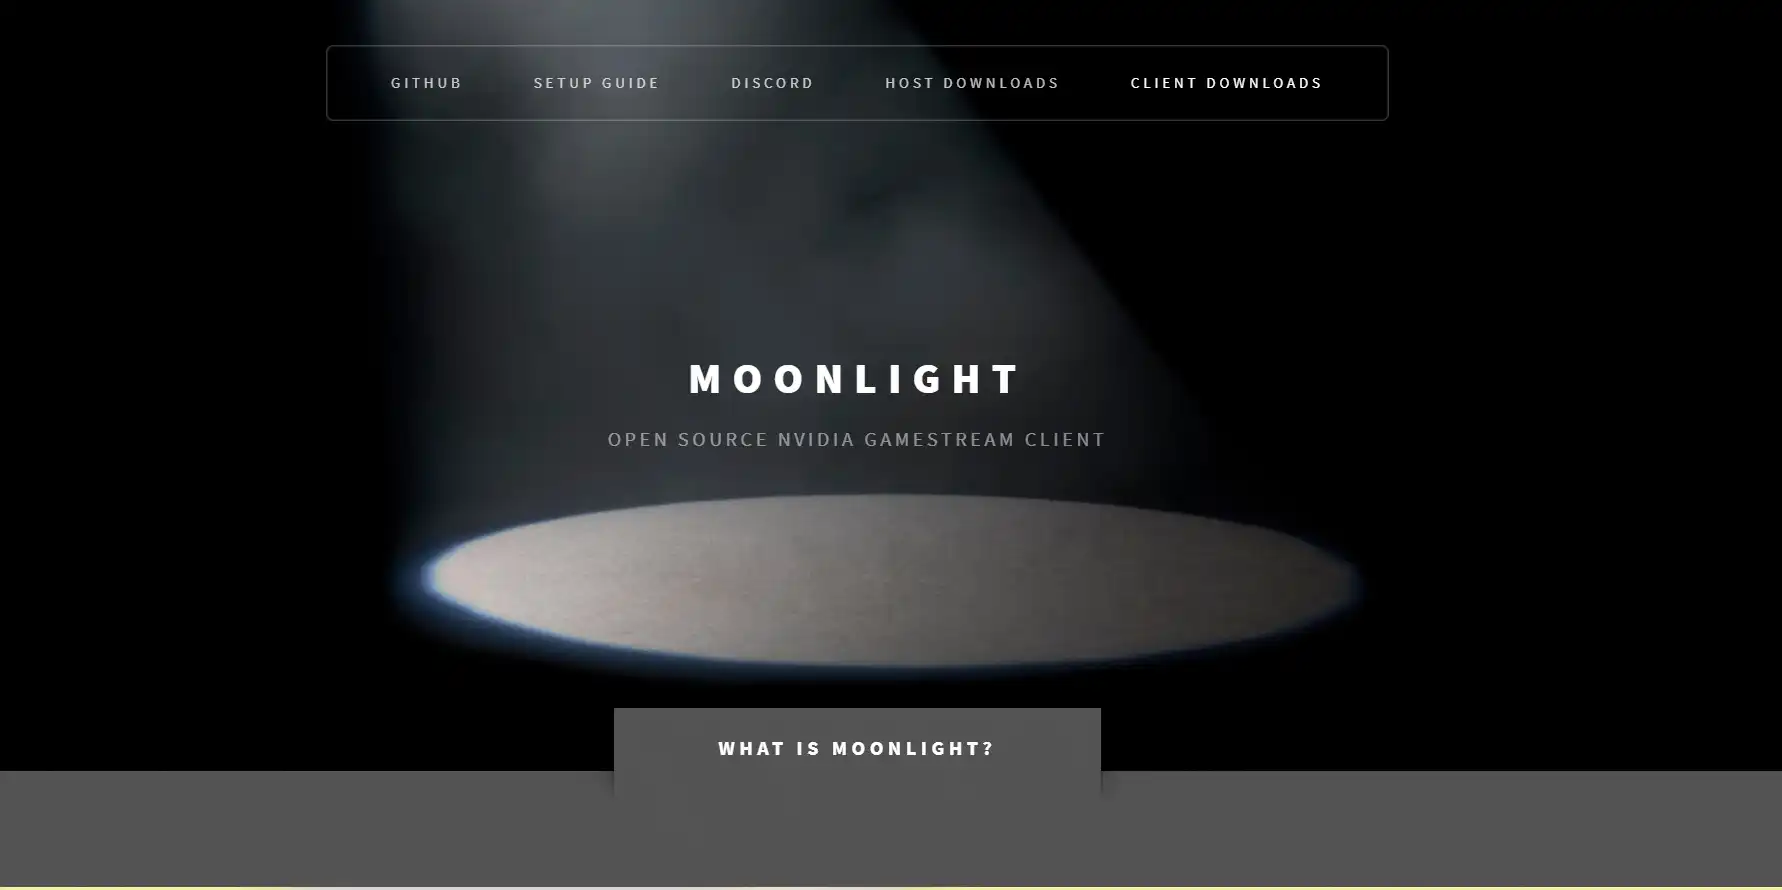 GITHUB SETUP GUIDE DISCORD HOST DOWNLOADS CLIENT DOWNLOADS
MOONLIGHT
OPEN SOURCE NVIDIA GAMESTREAM CLIENT
WHAT IS MOONLIGHT?